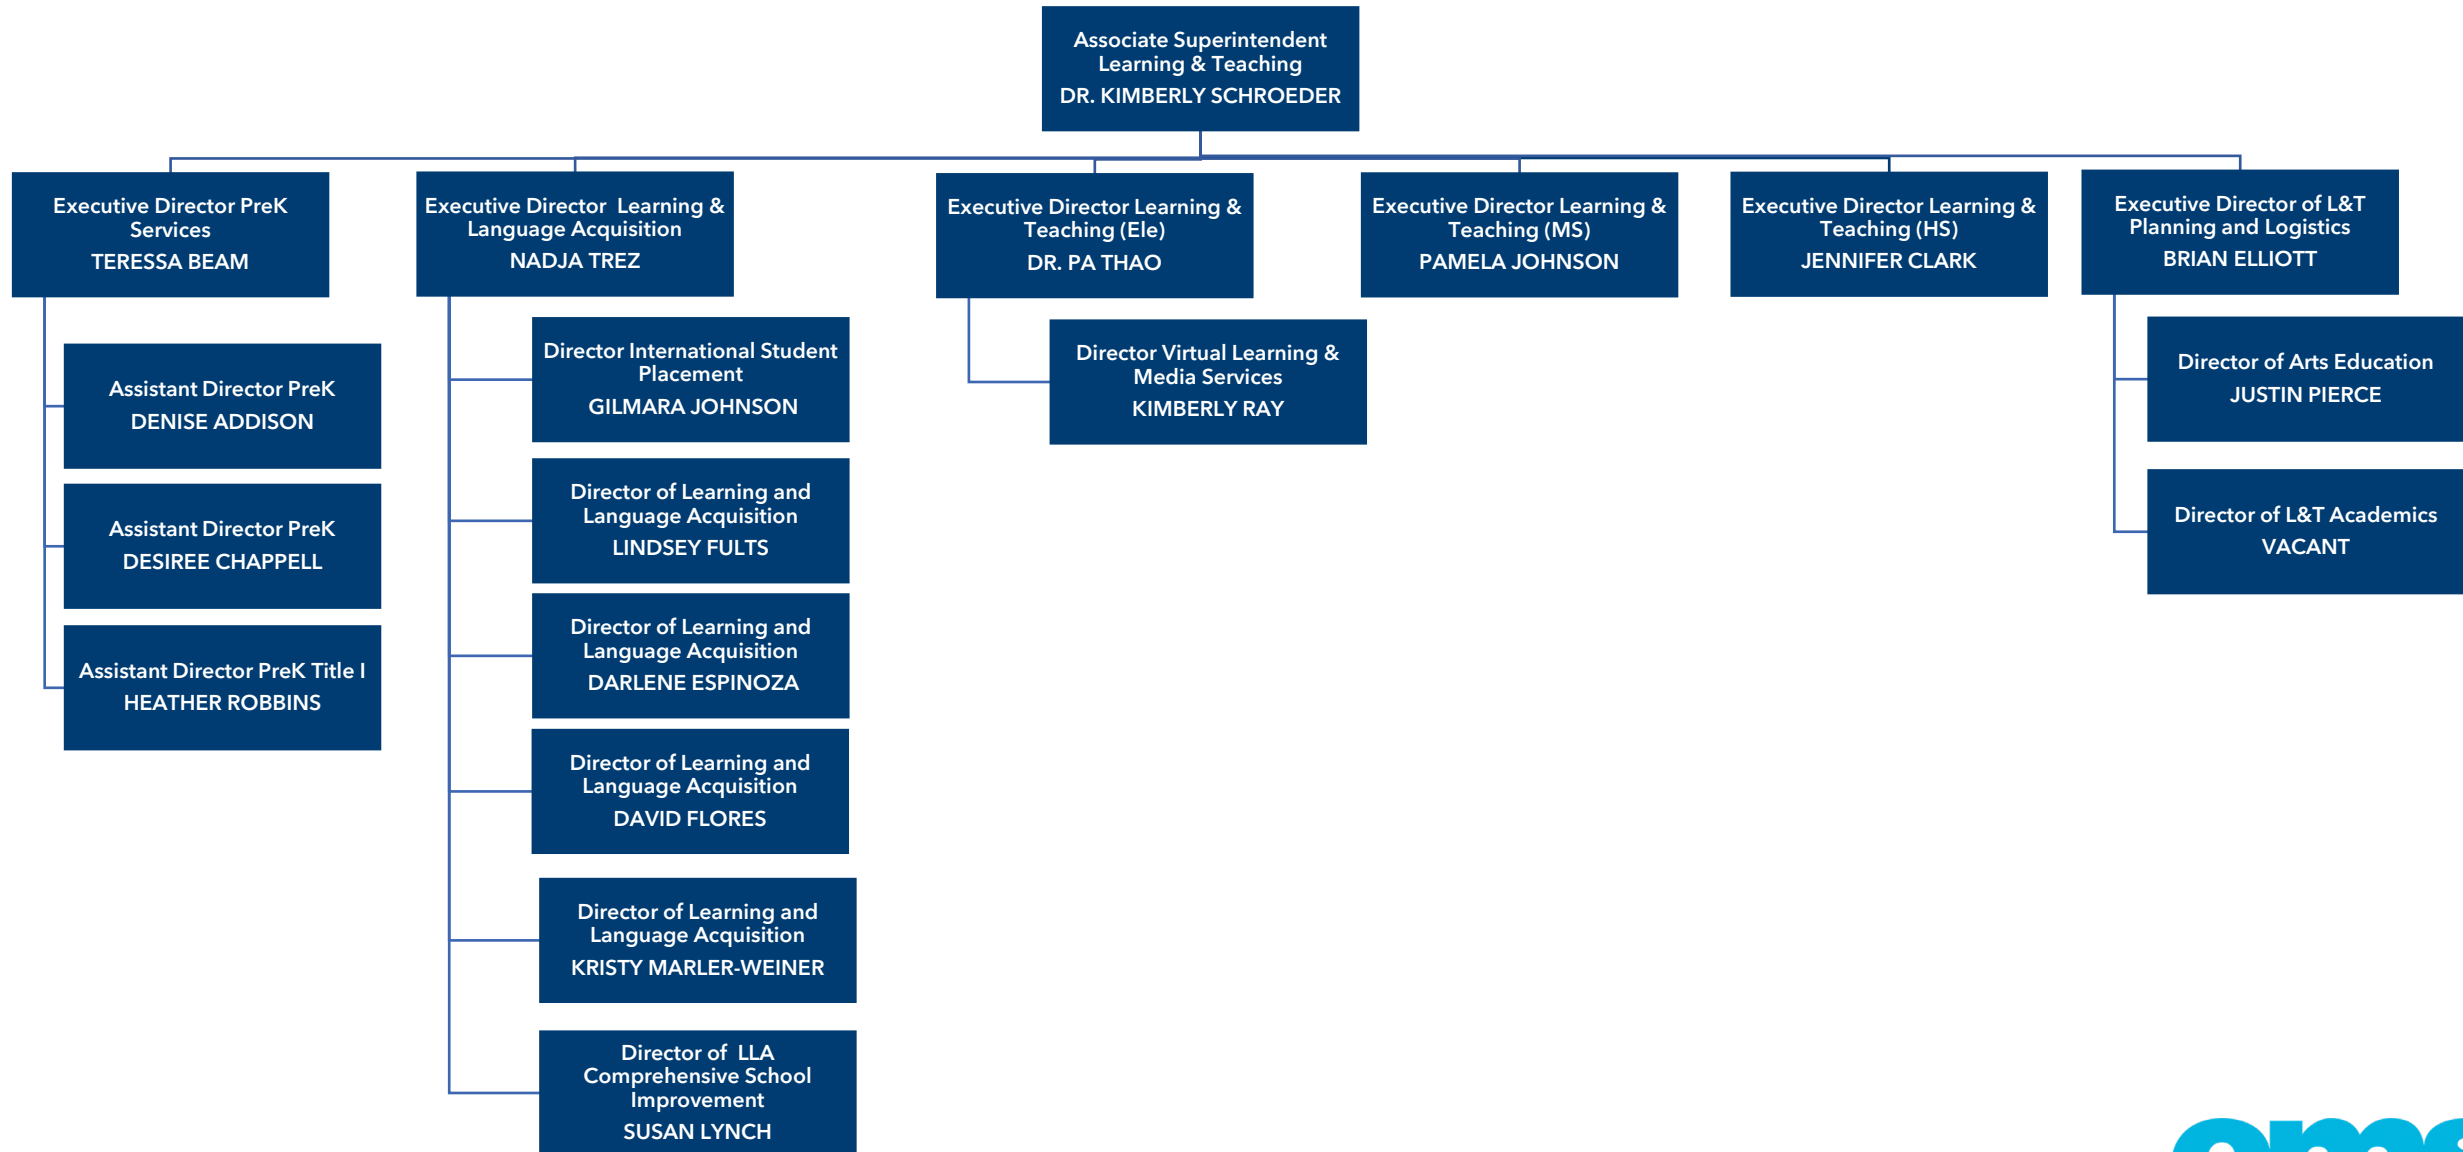 Associate Superintendent
Learning & Teaching
DR. KIMBERLY SCHROEDER
Executive Director PreK
Services
TERESSA BEAM
Executive Director Learning &
Language Acquisition
NADJA TREZ
Executive Director Learning &
Teaching (Ele)
DR. PA THAO
Executive Director Learning &
Teaching (MS)
PAMELA JOHNSON
Executive Director Learning &
Teaching (HS)
JENNIFER CLARK
Executive Director of L&T
Planning and Logistics
BRIAN ELLIOTT
Assistant Director PreK
DENISE ADDISON
Assistant Director PreK
DESIREE CHAPPELL
Assistant Director PreK Title I
HEATHER ROBBINS
Director International Student
Placement
GILMARA JOHNSON
Director of Learning and
Language Acquisition
LINDSEY FULTS
Director of Learning and
Language Acquisition
DARLENE ESPINOZA
Director of Learning and
Language Acquisition
DAVID FLORES
Director of Learning and
Language Acquisition
KRISTY MARLER-WEINER
Director of LLA
Comprehensive School
Improvement
SUSAN LYNCH
Director Virtual Learning &
Media Services
KIMBERLY RAY
Director of Arts Education
JUSTIN PIERCE
Director of L&T Academics
VACANT